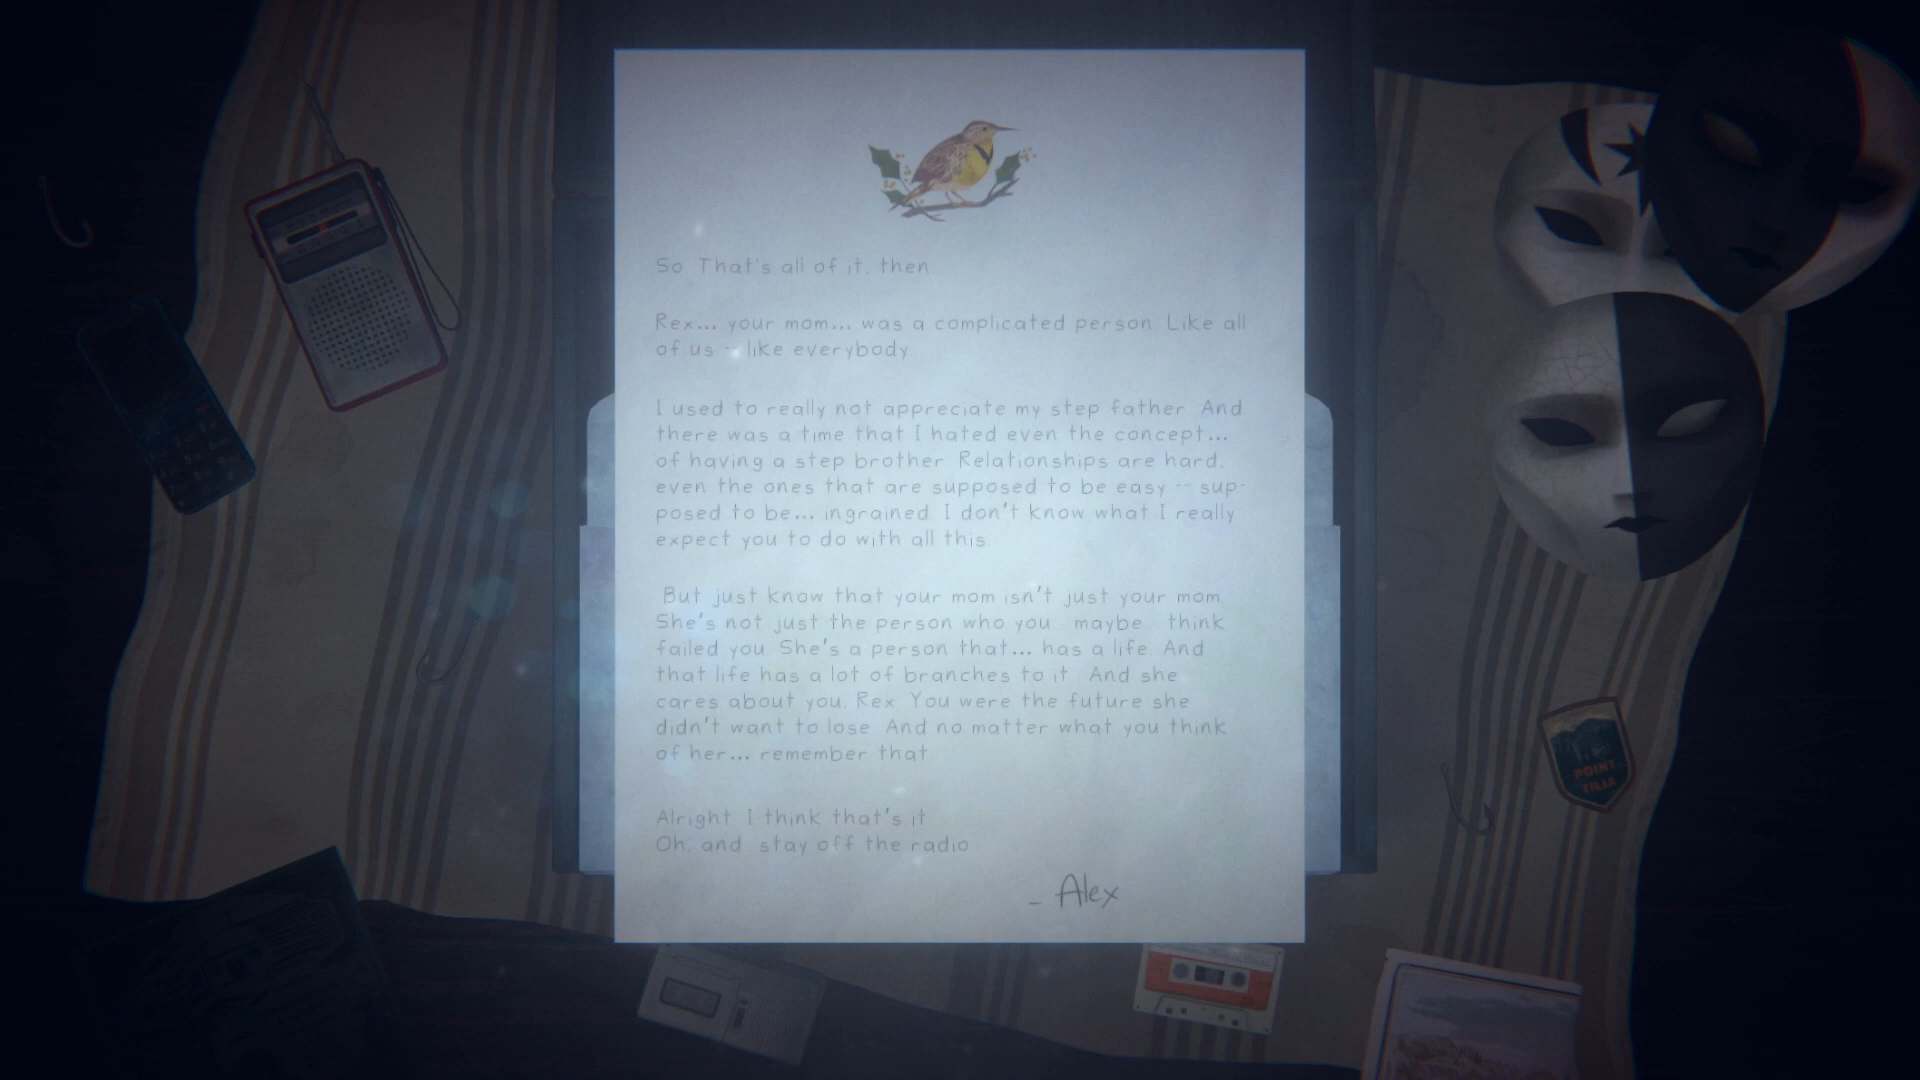 So. That's all of it, then.
Rex... your mom... was a complicated person. Like all
of us -- like everybody.
I used to really not appreciate my step father. And
there was a time that I hated even the concept...
of having a step brother. Relationships are hard,
even the ones that are supposed to be easy -- sup-
posed to be... ingrained. I don't know what I really
expect you to do with all this.
But just know that your mom isn't just your mom.
She's not just the person who you, maybe, think
failed you. She's a person that... has a life. And
that life has a lot of branches to it. And she
cares about you, Rex. You were the future she
didn't want to lose. And no matter what you think
of her... remember that.
Alright. I think that's it.
Oh, and, stay off the radio.
- Alex
POINT
TILIA